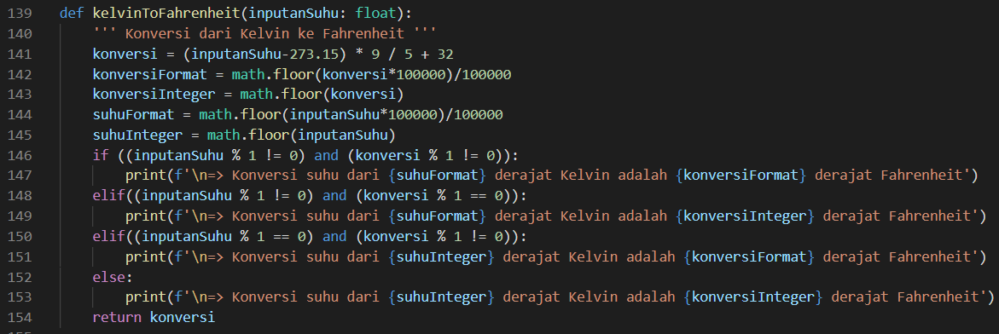 139 def kelvinToFahrenheit(inputanSuhu: float):
140     ''' Konversi dari Kelvin ke Fahrenheit '''
141     konversi = (inputanSuhu-273.15) * 9 / 5 + 32
142     konversiFormat = math.floor(konversi*100000)/100000
143     konversiInteger = math.floor(konversi)
144     suhuFormat = math.floor(inputanSuhu*100000)/100000
145     suhuInteger = math.floor(inputanSuhu)
146     if ((inputanSuhu % 1 != 0) and (konversi % 1 != 0)):
147         print(f'\n=> Konversi suhu dari {suhuFormat} derajat Kelvin adalah {konversiFormat} derajat Fahrenheit')
148     elif((inputanSuhu % 1 != 0) and (konversi % 1 == 0)):
149         print(f'\n=> Konversi suhu dari {suhuFormat} derajat Kelvin adalah {konversiInteger} derajat Fahrenheit')
150     elif((inputanSuhu % 1 == 0) and (konversi % 1 != 0)):
151         print(f'\n=> Konversi suhu dari {suhuInteger} derajat Kelvin adalah {konversiFormat} derajat Fahrenheit')
152     else:
153         print(f'\n=> Konversi suhu dari {suhuInteger} derajat Kelvin adalah {konversiInteger} derajat Fahrenheit')
154     return konversi